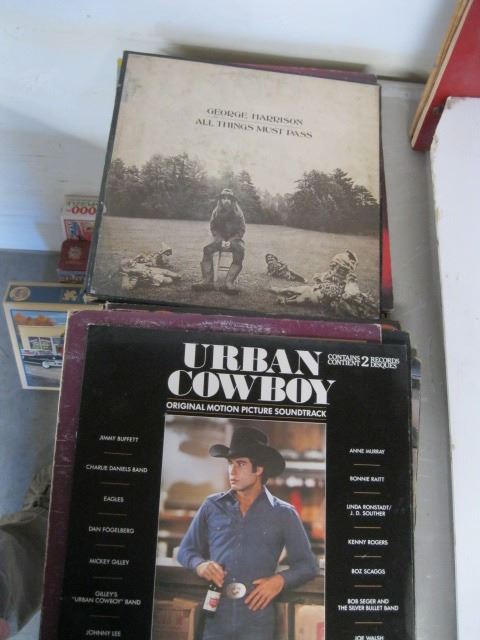 GEORGE HARRISON
ALL THINGS MUST PASS
URBAN
COWBOY
CONTAINS 2 RECORDS
CONTIENT DISQUES
ORIGINAL MOTION PICTURE SOUNDTRACK
JIMMY BUFFETT
CHARLIE DANIELS BAND
EAGLES
DAN FOGELBERG
MICKEY GILLEY
GILLEY'S
"URBAN COWBOY" BAND
JOHNNY LEE
ANNE MURRAY
BONNIE RAITT
LINDA RONSTADT/
J. D. SOUTHER
KENNY ROGERS
BOZ SCAGGS
BOB SEGER AND
THE SILVER BULLET BAND
JOE WALSH